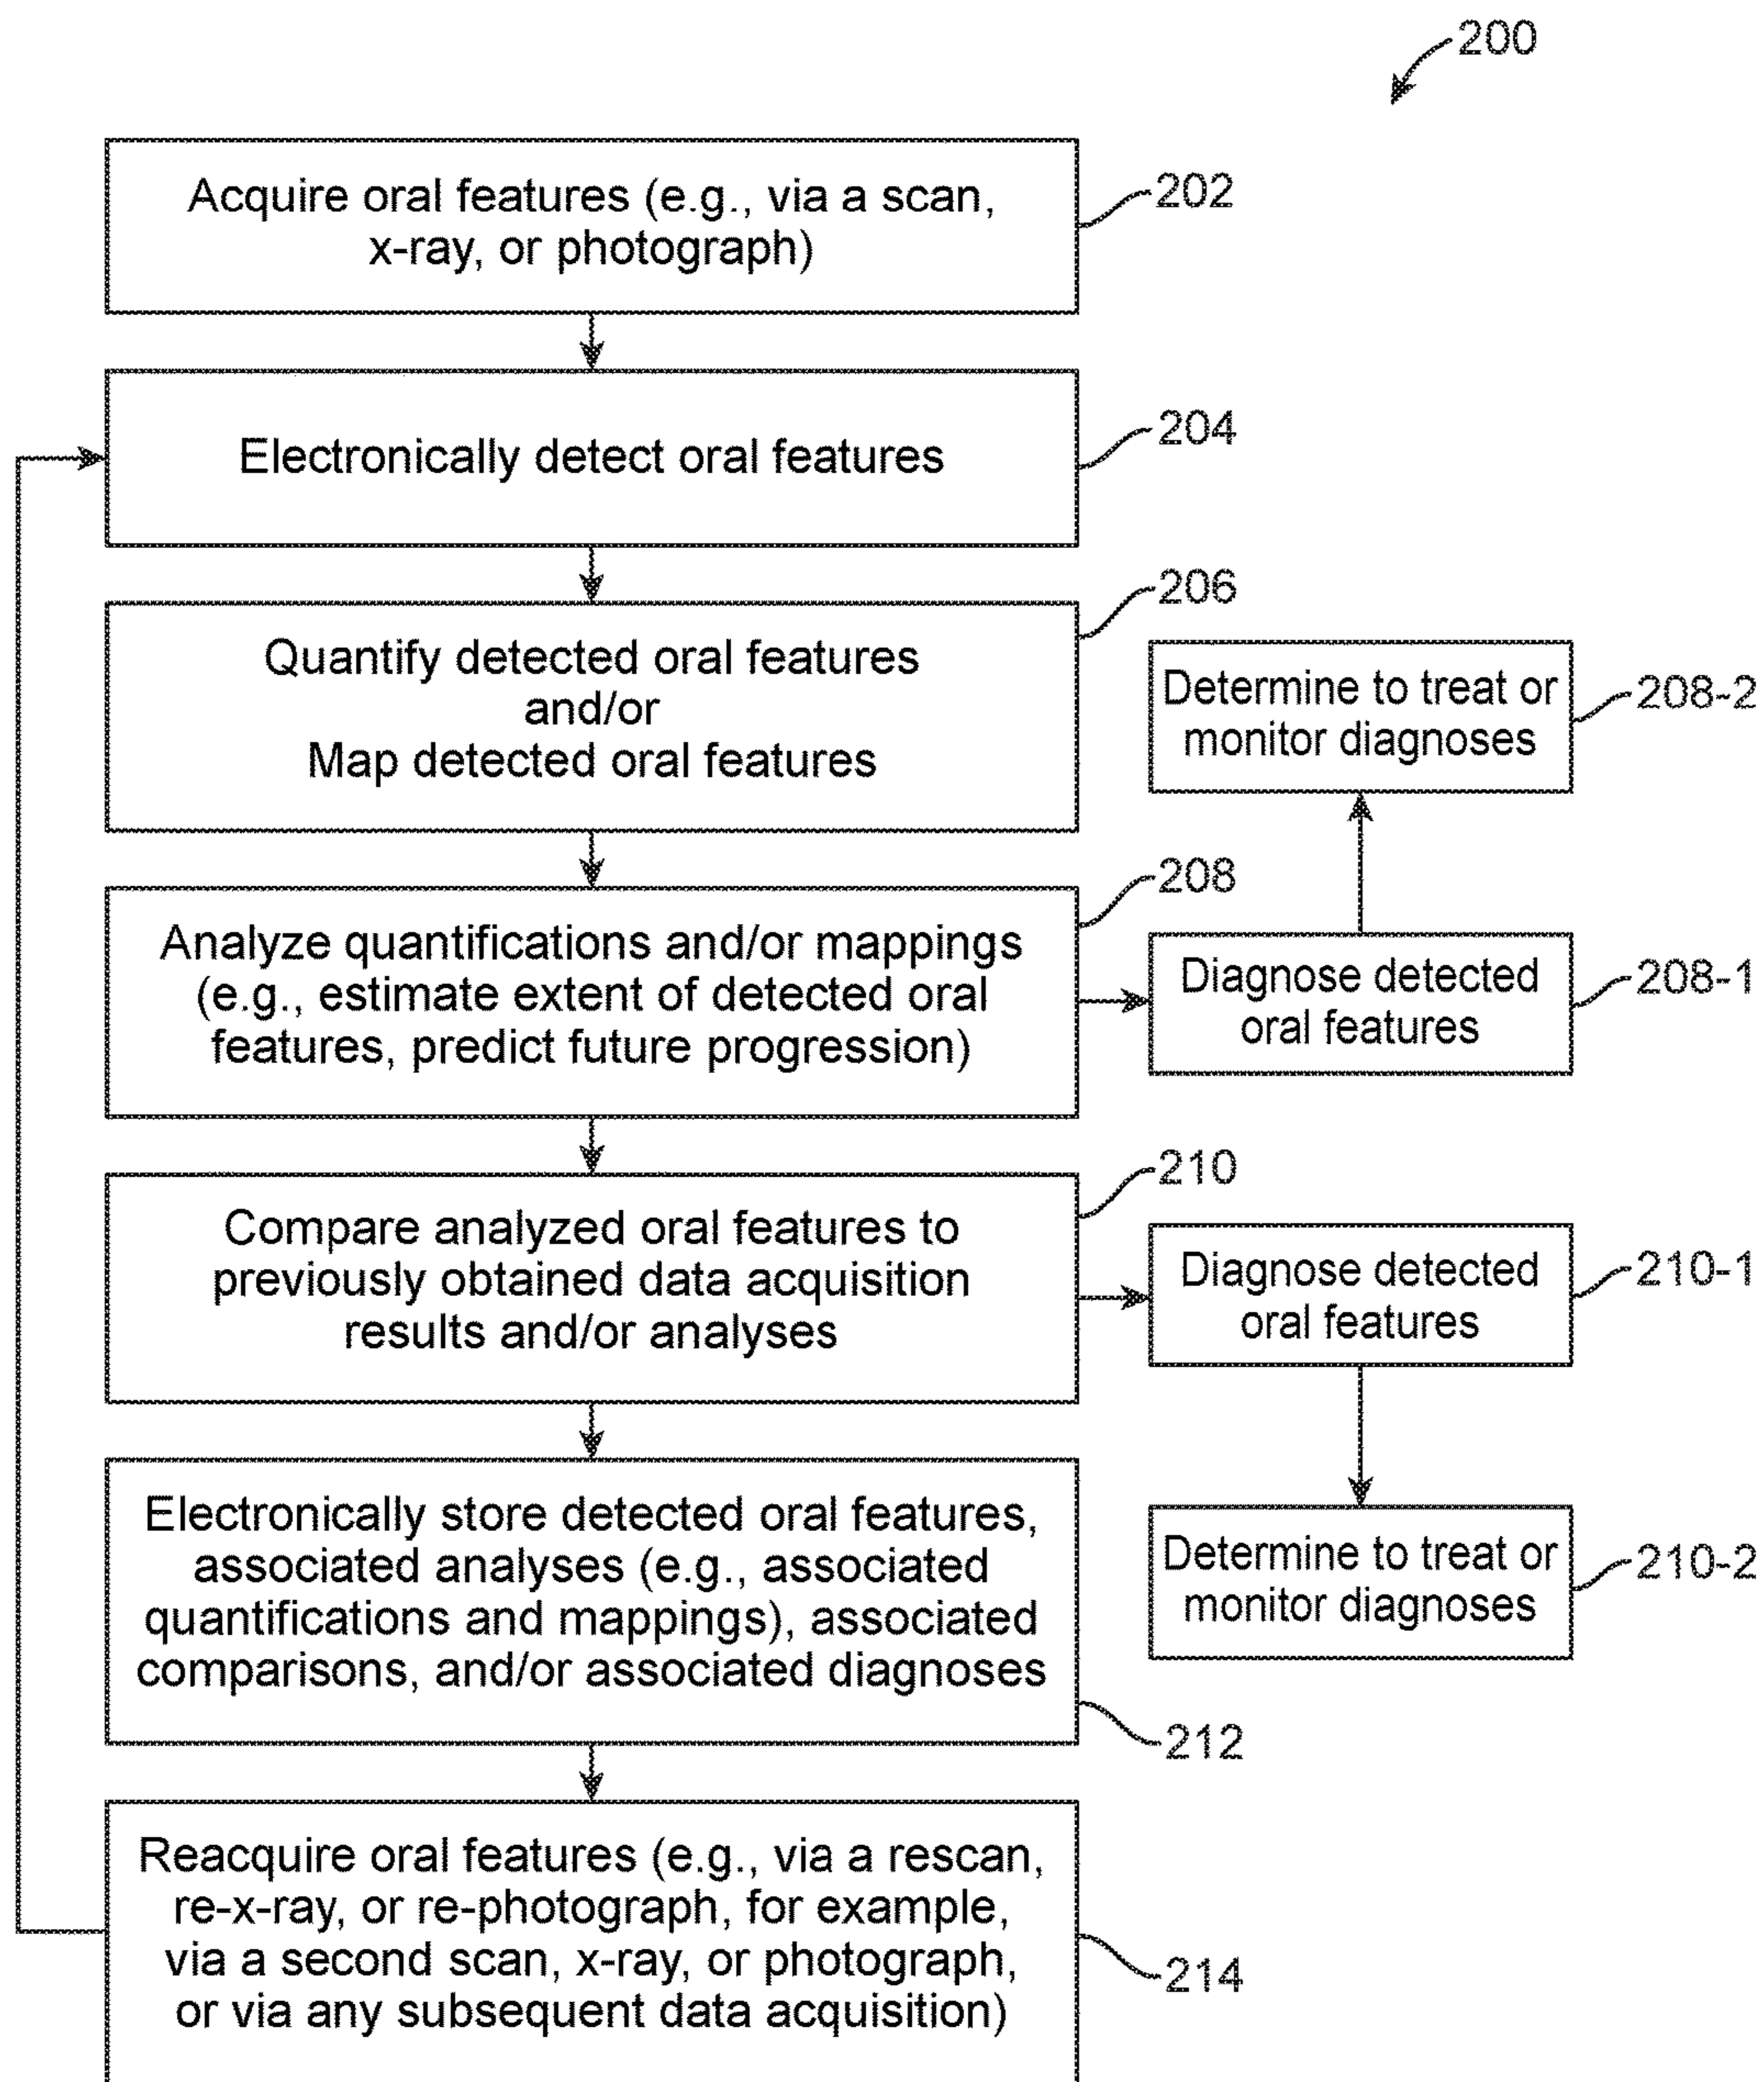 200
Acquire oral features (e.g., via a scan,
x-ray, or photograph)
202
Electronically detect oral features
204
Quantify detected oral features
and/or
Map detected oral features
206
Determine to treat or
monitor diagnoses
208-2
Analyze quantifications and/or mappings
(e.g., estimate extent of detected oral
features, predict future progression)
208
Diagnose detected
oral features
208-1
Compare analyzed oral features to
previously obtained data acquisition
results and/or analyses
210
Diagnose detected
oral features
210-1
Electronically store detected oral features,
associated analyses (e.g., associated
quantifications and mappings), associated
comparisons, and/or associated diagnoses
212
Determine to treat or
monitor diagnoses
210-2
Reacquire oral features (e.g., via a rescan,
re-x-ray, or re-photograph, for example,
via a second scan, x-ray, or photograph,
or via any subsequent data acquisition)
214